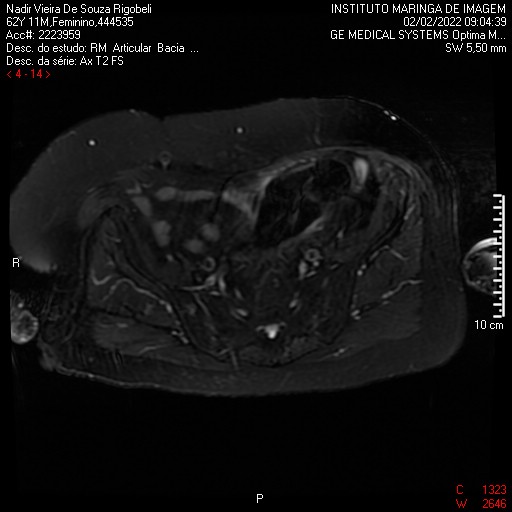 Nadir Vieira De Souza Rigobeli
62Y 11M,Feminino,444535
Acc#: 2223959
Desc. do estudo: RM Articular Bacia ...
Desc. da série: Ax T2 FS
< 4 - 14 >
INSTITUTO MARINGA DE IMAGEM
02/02/2022 09:04:39
GE MEDICAL SYSTEMS Optima M...
SW 5,50 mm
R
10 cm
P
C 1323
W 2646